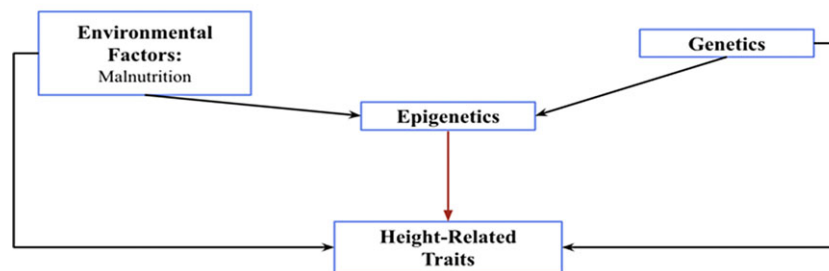 Environmental
Factors:
Malnutrition
Genetics
Epigenetics
Height-Related
Traits